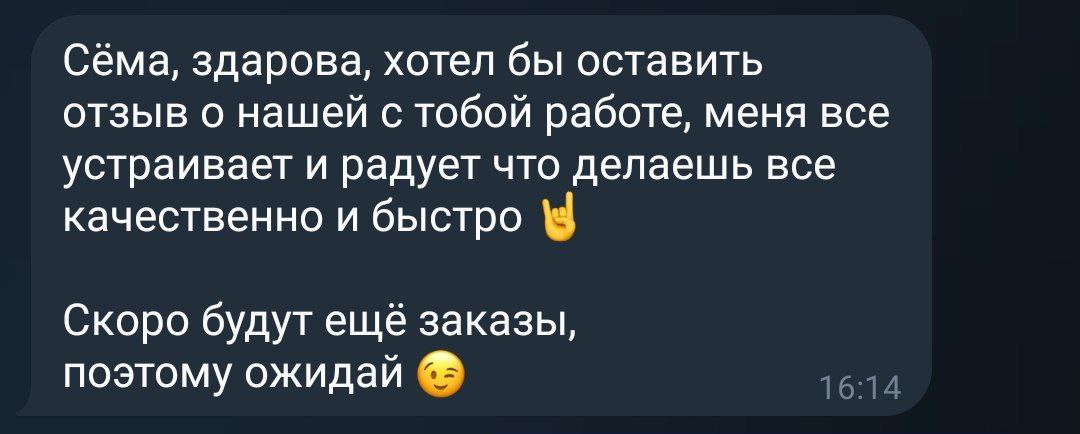 Сёма, здарова, хотел бы оставить
отзыв о нашей с тобой работе, меня все
устраивает и радует что делаешь все
качественно и быстро 🤘
Скоро будут ещё заказы,
поэтому ожидай 😉
16:14